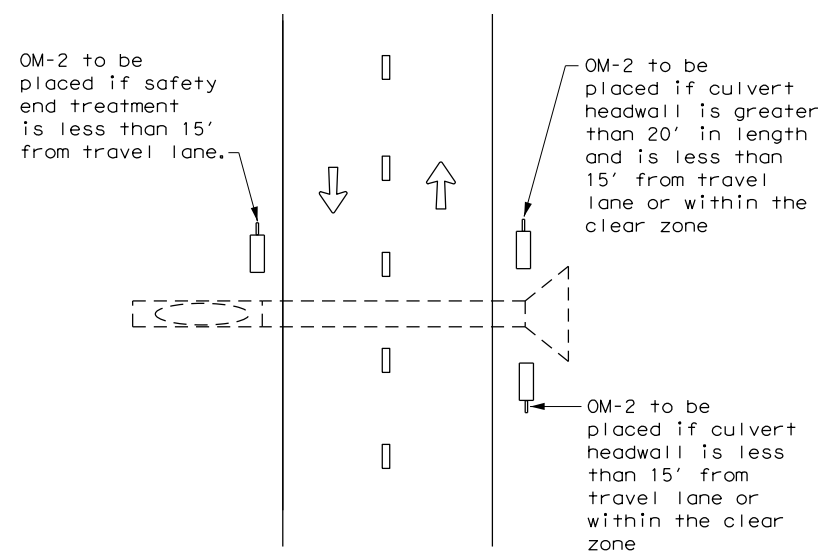 OM-2 to be
placed if safety
end treatment
is less than 15'
from travel lane.
OM-2 to be
placed if culvert
headwall is greater
than 20' in length
and is less than
15' from travel
lane or within the
clear zone
OM-2 to be
placed if culvert
headwall is less
than 15' from
travel lane or
within the clear
zone